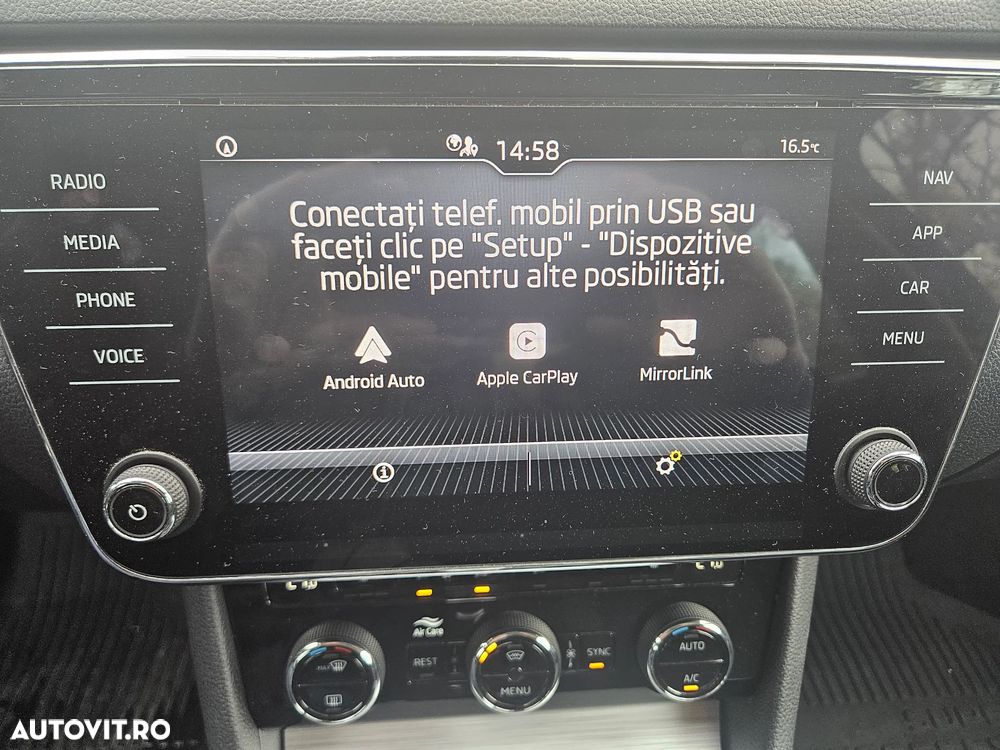 14:58
16.5°C
RADIO
MEDIA
PHONE
VOICE
NAV
APP
CAR
MENU
Conectați telef. mobil prin USB sau
faceți clic pe "Setup" - "Dispozitive
mobile" pentru alte posibilități.
Android Auto
Apple CarPlay
MirrorLink
Air Care
MAX
REST
MENU
SYNC
AUTO
A/C
AUTOVIT.RO